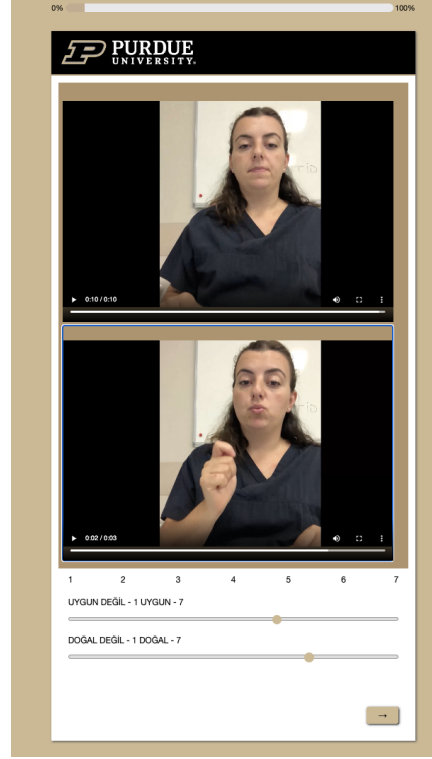 0% 100%
PURDUE
UNIVERSITY.
0:10 / 0:10
0:02 / 0:03
1 2 3 4 5 6 7
UYGUN DEĞİL - 1 UYGUN - 7
DOĞAL DEĞİL - 1 DOĞAL - 7
→